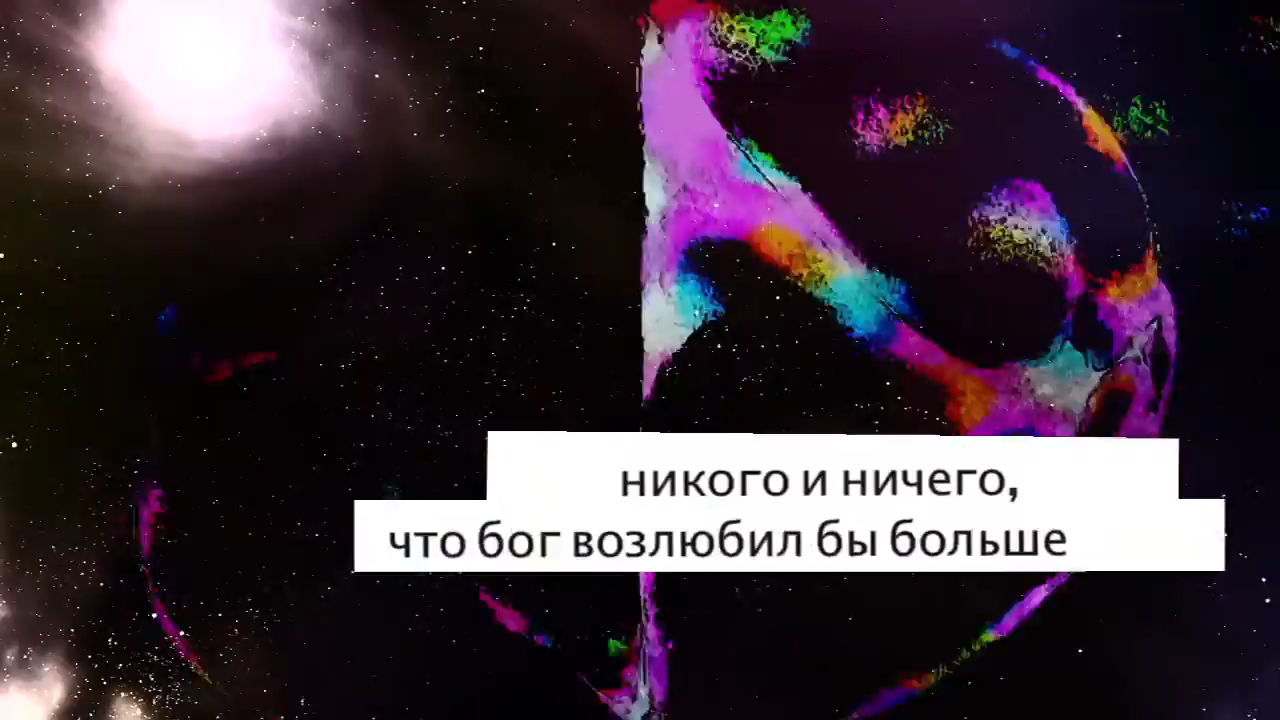 никого и ничего,
что бог возлюбил бы больше